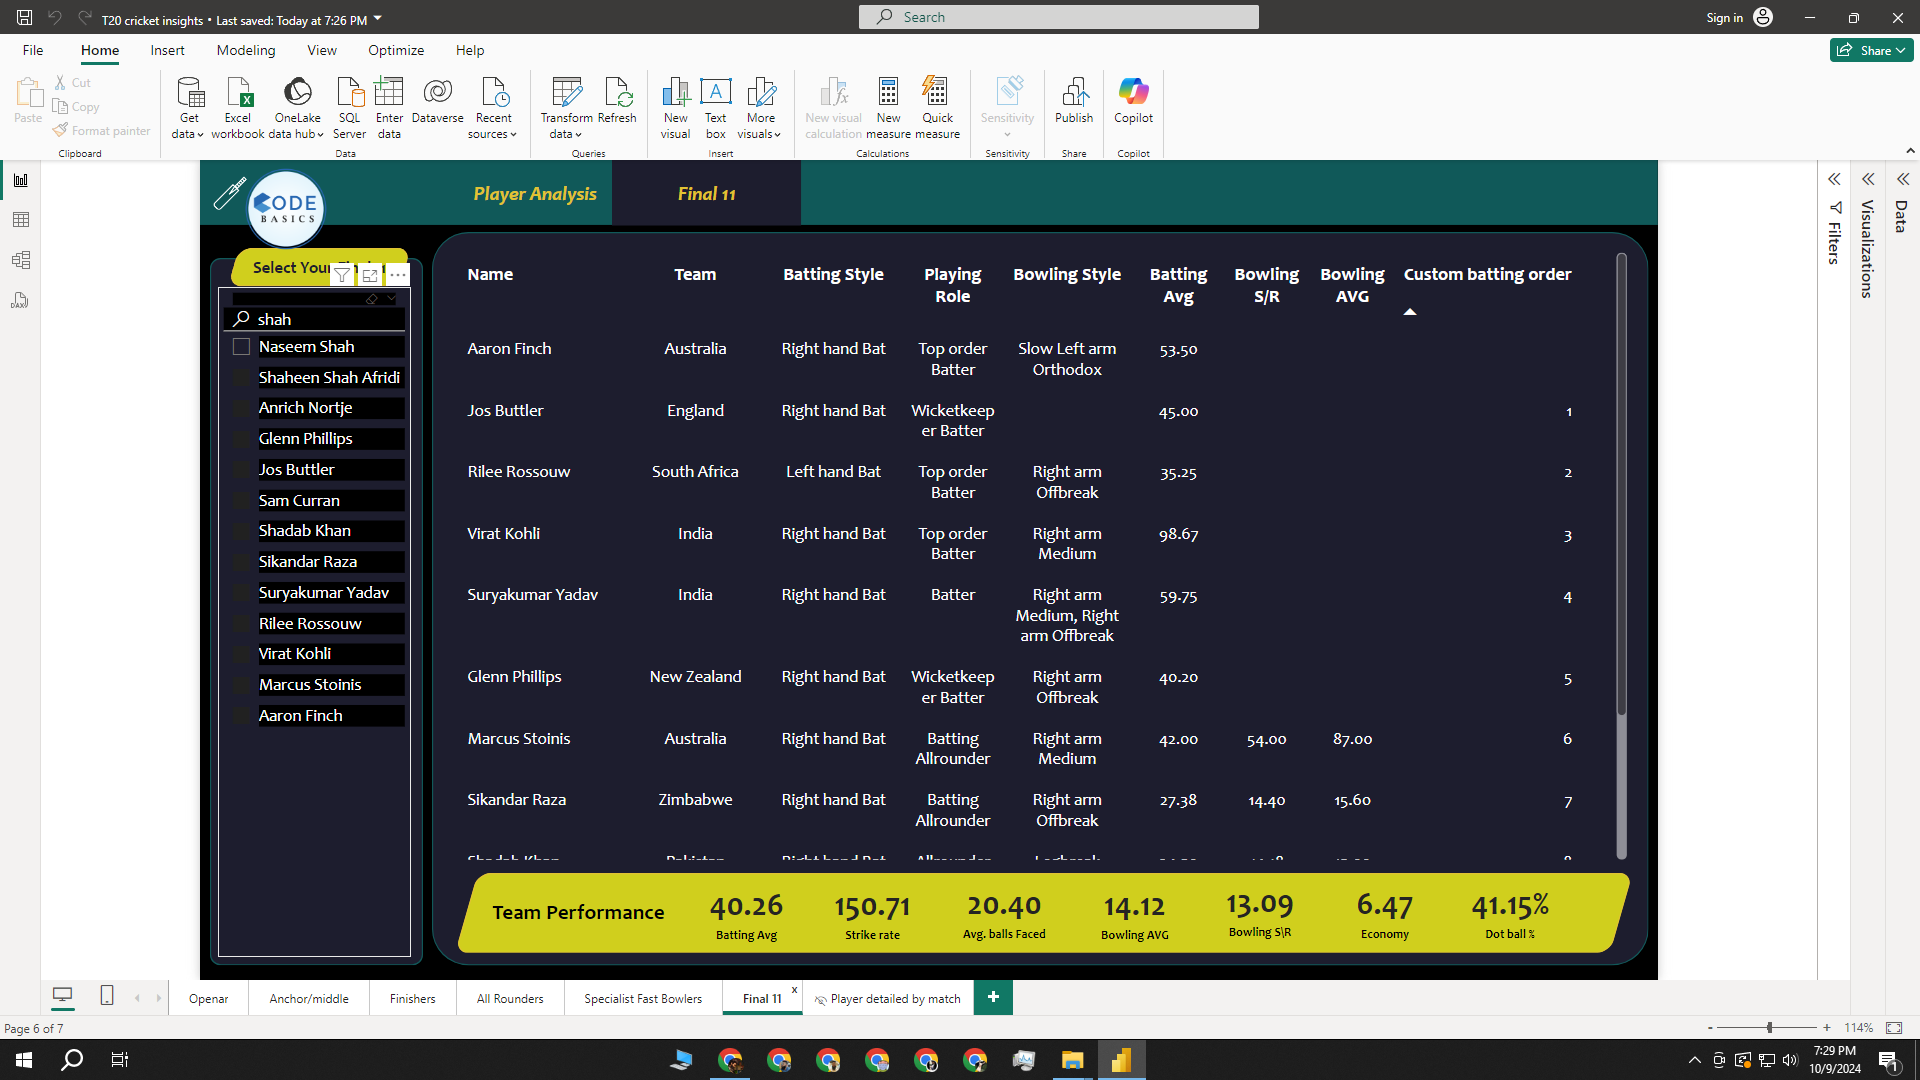 T20 cricket insights • Last saved: Today at 7:26 PM
Search
Sign in
File
Home
Insert
Modeling
View
Optimize
Help
Share
Paste
Cut
Copy
Format painter
Clipboard
Get data
Excel workbook
OneLake data hub
SQL Server
Enter data
Dataverse
Recent sources
Data
Transform data
Refresh
Queries
New visual
Text box
More visuals
Insert
New visual calculation
New measure
Quick measure
Calculations
Sensitivity
Sensitivity
Publish
Share
Copilot
Copilot
CODE
BASICS
Player Analysis
Final 11
Select Your
shah
Naseem Shah
Shaheen Shah Afridi
Anrich Nortje
Glenn Phillips
Jos Buttler
Sam Curran
Shadab Khan
Sikandar Raza
Suryakumar Yadav
Rilee Rossouw
Virat Kohli
Marcus Stoinis
Aaron Finch
Name Team Batting Style Playing Role Bowling Style Batting Avg Bowling S/R Bowling AVG Custom batting order
Aaron Finch Australia Right hand Bat Top order Batter Slow Left arm Orthodox 53.50
Jos Buttler England Right hand Bat Wicketkeeper Batter 45.00 1
Rilee Rossouw South Africa Left hand Bat Top order Batter Right arm Offbreak 35.25 2
Virat Kohli India Right hand Bat Top order Batter Right arm Medium 98.67 3
Suryakumar Yadav India Right hand Bat Batter Right arm Medium, Right arm Offbreak 59.75 4
Glenn Phillips New Zealand Right hand Bat Wicketkeeper Batter Right arm Offbreak 40.20 5
Marcus Stoinis Australia Right hand Bat Batting Allrounder Right arm Medium 42.00 54.00 87.00 6
Sikandar Raza Zimbabwe Right hand Bat Batting Allrounder Right arm Offbreak 27.38 14.40 15.60 7
Team Performance
40.26 150.71 20.40 14.12 13.09 6.47 41.15%
Batting Avg Strike rate Avg. balls Faced Bowling AVG Bowling S\R Economy Dot ball %
Filters
Visualizations
Data
Openar
Anchor/middle
Finishers
All Rounders
Specialist Fast Bowlers
Final 11
Player detailed by match
Page 6 of 7
114%
7:29 PM
10/9/2024
1